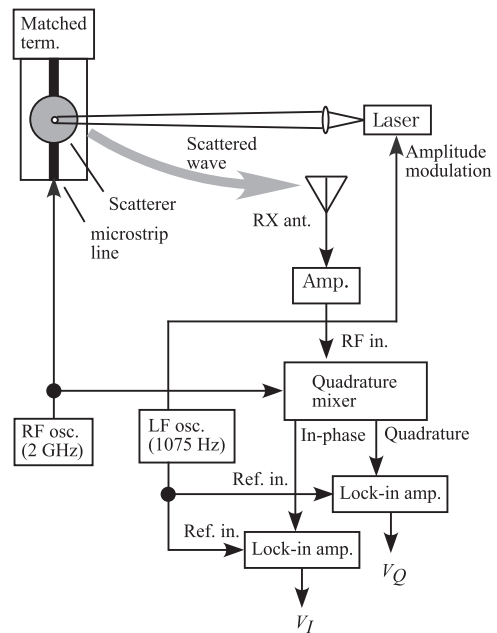 Matched
term.
Laser
Scattered
wave
Amplitude
modulation
Scatterer
microstrip
line
RX ant.
Amp.
RF in.
Quadrature
mixer
RF osc.
(2 GHz)
LF osc.
(1075 Hz)
In-phase
Quadrature
Ref. in.
Lock-in amp.
Ref. in.
Lock-in amp.
VQ
VI